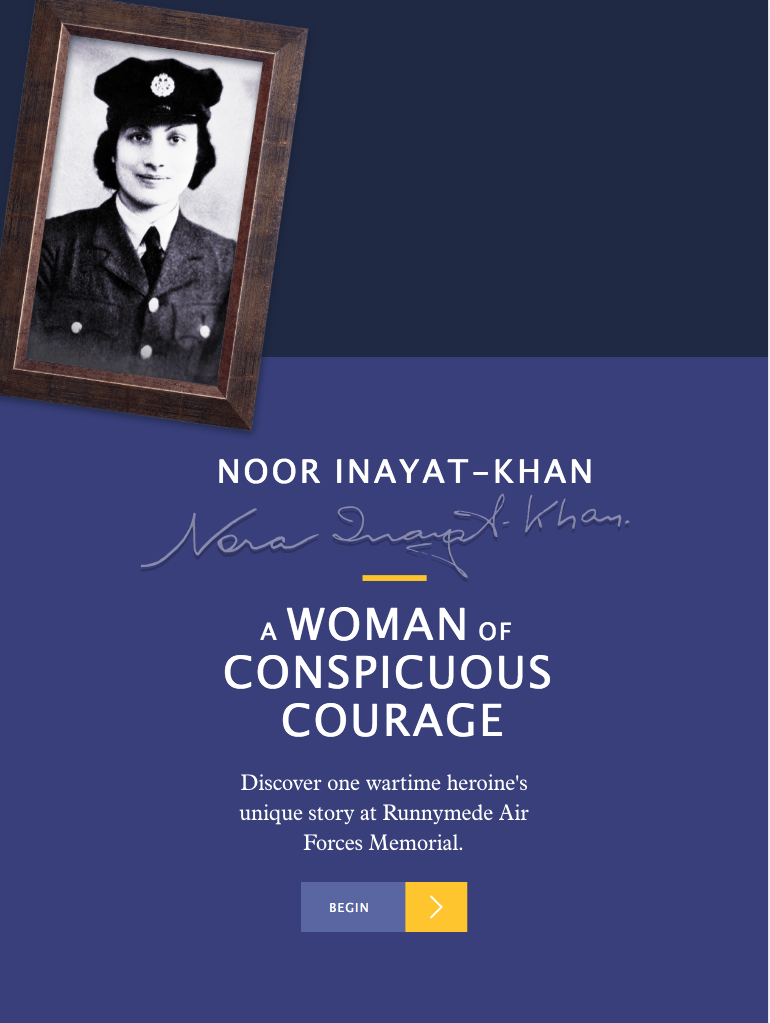 NOOR INAYAT–KHAN
Nora Inayat-Khan.
A WOMAN OF
CONSPICUOUS
COURAGE
Discover one wartime heroine's
unique story at Runnymede Air
Forces Memorial.
BEGIN